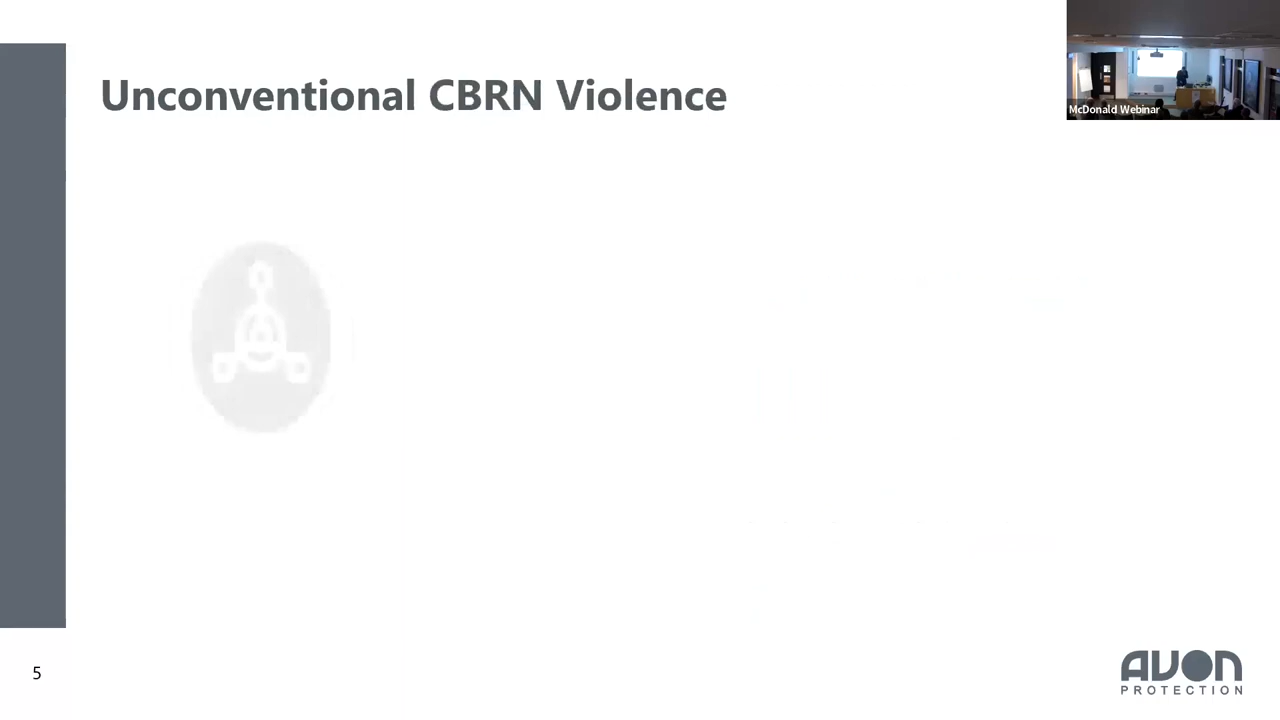 Unconventional CBRN Violence
McDonald Webinar
5
AVON
PROTECTION